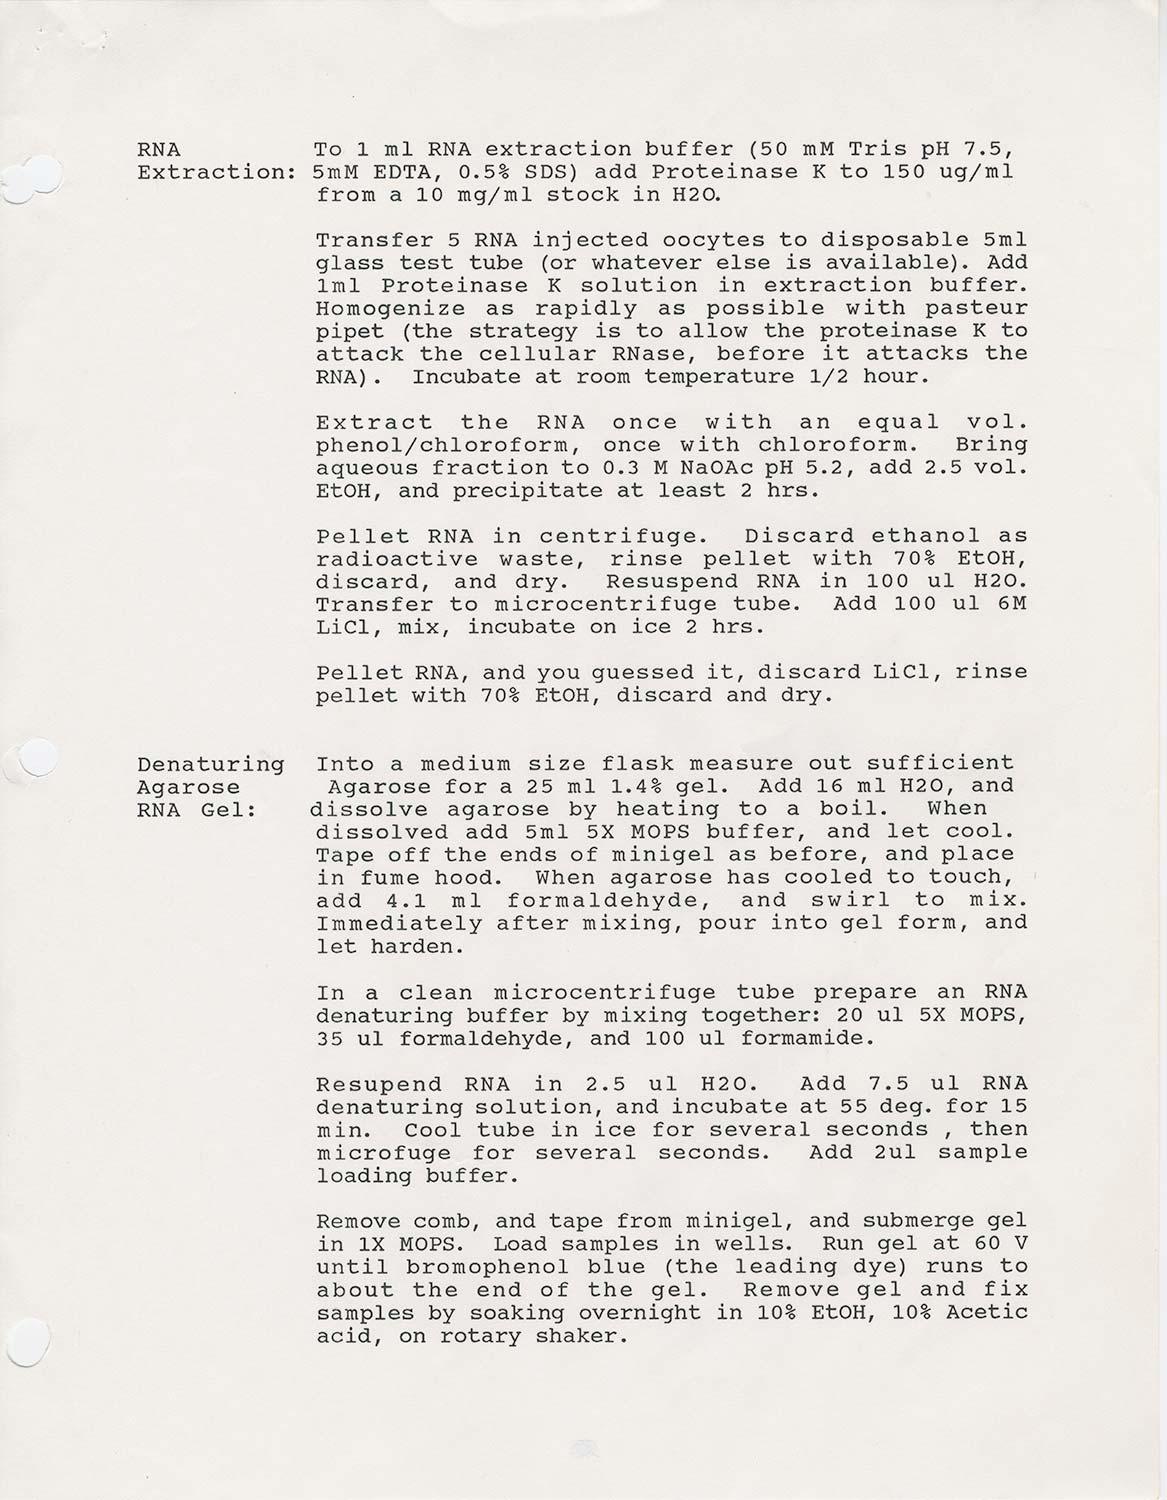 RNA To 1 ml RNA extraction buffer (50 mM Tris pH 7.5,
Extraction: 5mM EDTA, 0.5% SDS) add Proteinase K to 150 ug/ml
from a 10 mg/ml stock in H2O.
Transfer 5 RNA injected oocytes to disposable 5ml
glass test tube (or whatever else is available). Add
1ml Proteinase K solution in extraction buffer.
Homogenize as rapidly as possible with pasteur
pipet (the strategy is to allow the proteinase K to
attack the cellular RNase, before it attacks the
RNA). Incubate at room temperature 1/2 hour.
Extract the RNA once with an equal vol.
phenol/chloroform, once with chloroform. Bring
aqueous fraction to 0.3 M NaOAc pH 5.2, add 2.5 vol.
EtOH, and precipitate at least 2 hrs.
Pellet RNA in centrifuge. Discard ethanol as
radioactive waste, rinse pellet with 70% EtOH,
discard, and dry. Resuspend RNA in 100 ul H2O.
Transfer to microcentrifuge tube. Add 100 ul 6M
LiCl, mix, incubate on ice 2 hrs.
Pellet RNA, and you guessed it, discard LiCl, rinse
pellet with 70% EtOH, discard and dry.
Denaturing Into a medium size flask measure out sufficient
Agarose Agarose for a 25 ml 1.4% gel. Add 16 ml H2O, and
RNA Gel: dissolve agarose by heating to a boil. When
dissolved add 5ml 5X MOPS buffer, and let cool.
Tape off the ends of minigel as before, and place
in fume hood. When agarose has cooled to touch,
add 4.1 ml formaldehyde, and swirl to mix.
Immediately after mixing, pour into gel form, and
let harden.
In a clean microcentrifuge tube prepare an RNA
denaturing buffer by mixing together: 20 ul 5X MOPS,
35 ul formaldehyde, and 100 ul formamide.
Resupend RNA in 2.5 ul H2O. Add 7.5 ul RNA
denaturing solution, and incubate at 55 deg. for 15
min. Cool tube in ice for several seconds , then
microfuge for several seconds. Add 2ul sample
loading buffer.
Remove comb, and tape from minigel, and submerge gel
in 1X MOPS. Load samples in wells. Run gel at 60 V
until bromophenol blue (the leading dye) runs to
about the end of the gel. Remove gel and fix
samples by soaking overnight in 10% EtOH, 10% Acetic
acid, on rotary shaker.